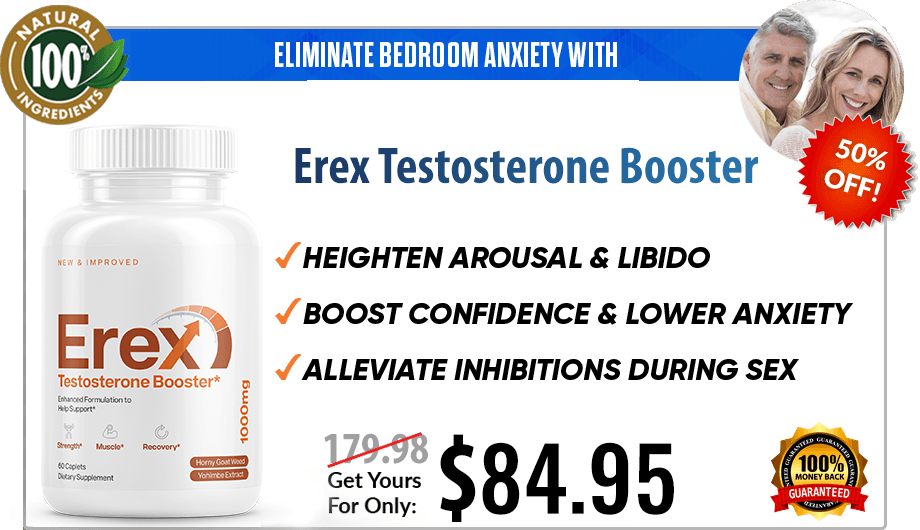 NATURAL
100%
INGREDIENTS
ELIMINATE BEDROOM ANXIETY WITH
Erex Testosterone Booster
50%
OFF!
✓HEIGHTEN AROUSAL & LIBIDO
✓BOOST CONFIDENCE & LOWER ANXIETY
✓ALLEVIATE INHIBITIONS DURING SEX
NEW & IMPROVED
Erex
Testosterone Booster*
Enhanced Formulation to
Help Support*
1000mg
Strength* Muscle* Recovery*
60 Caplets
Dietary Supplement
Horny Goat Weed
Yohimbe Extract
179.98
Get Yours
For Only:
$84.95
GUARANTEED
100%
MONEY BACK
GUARANTEED